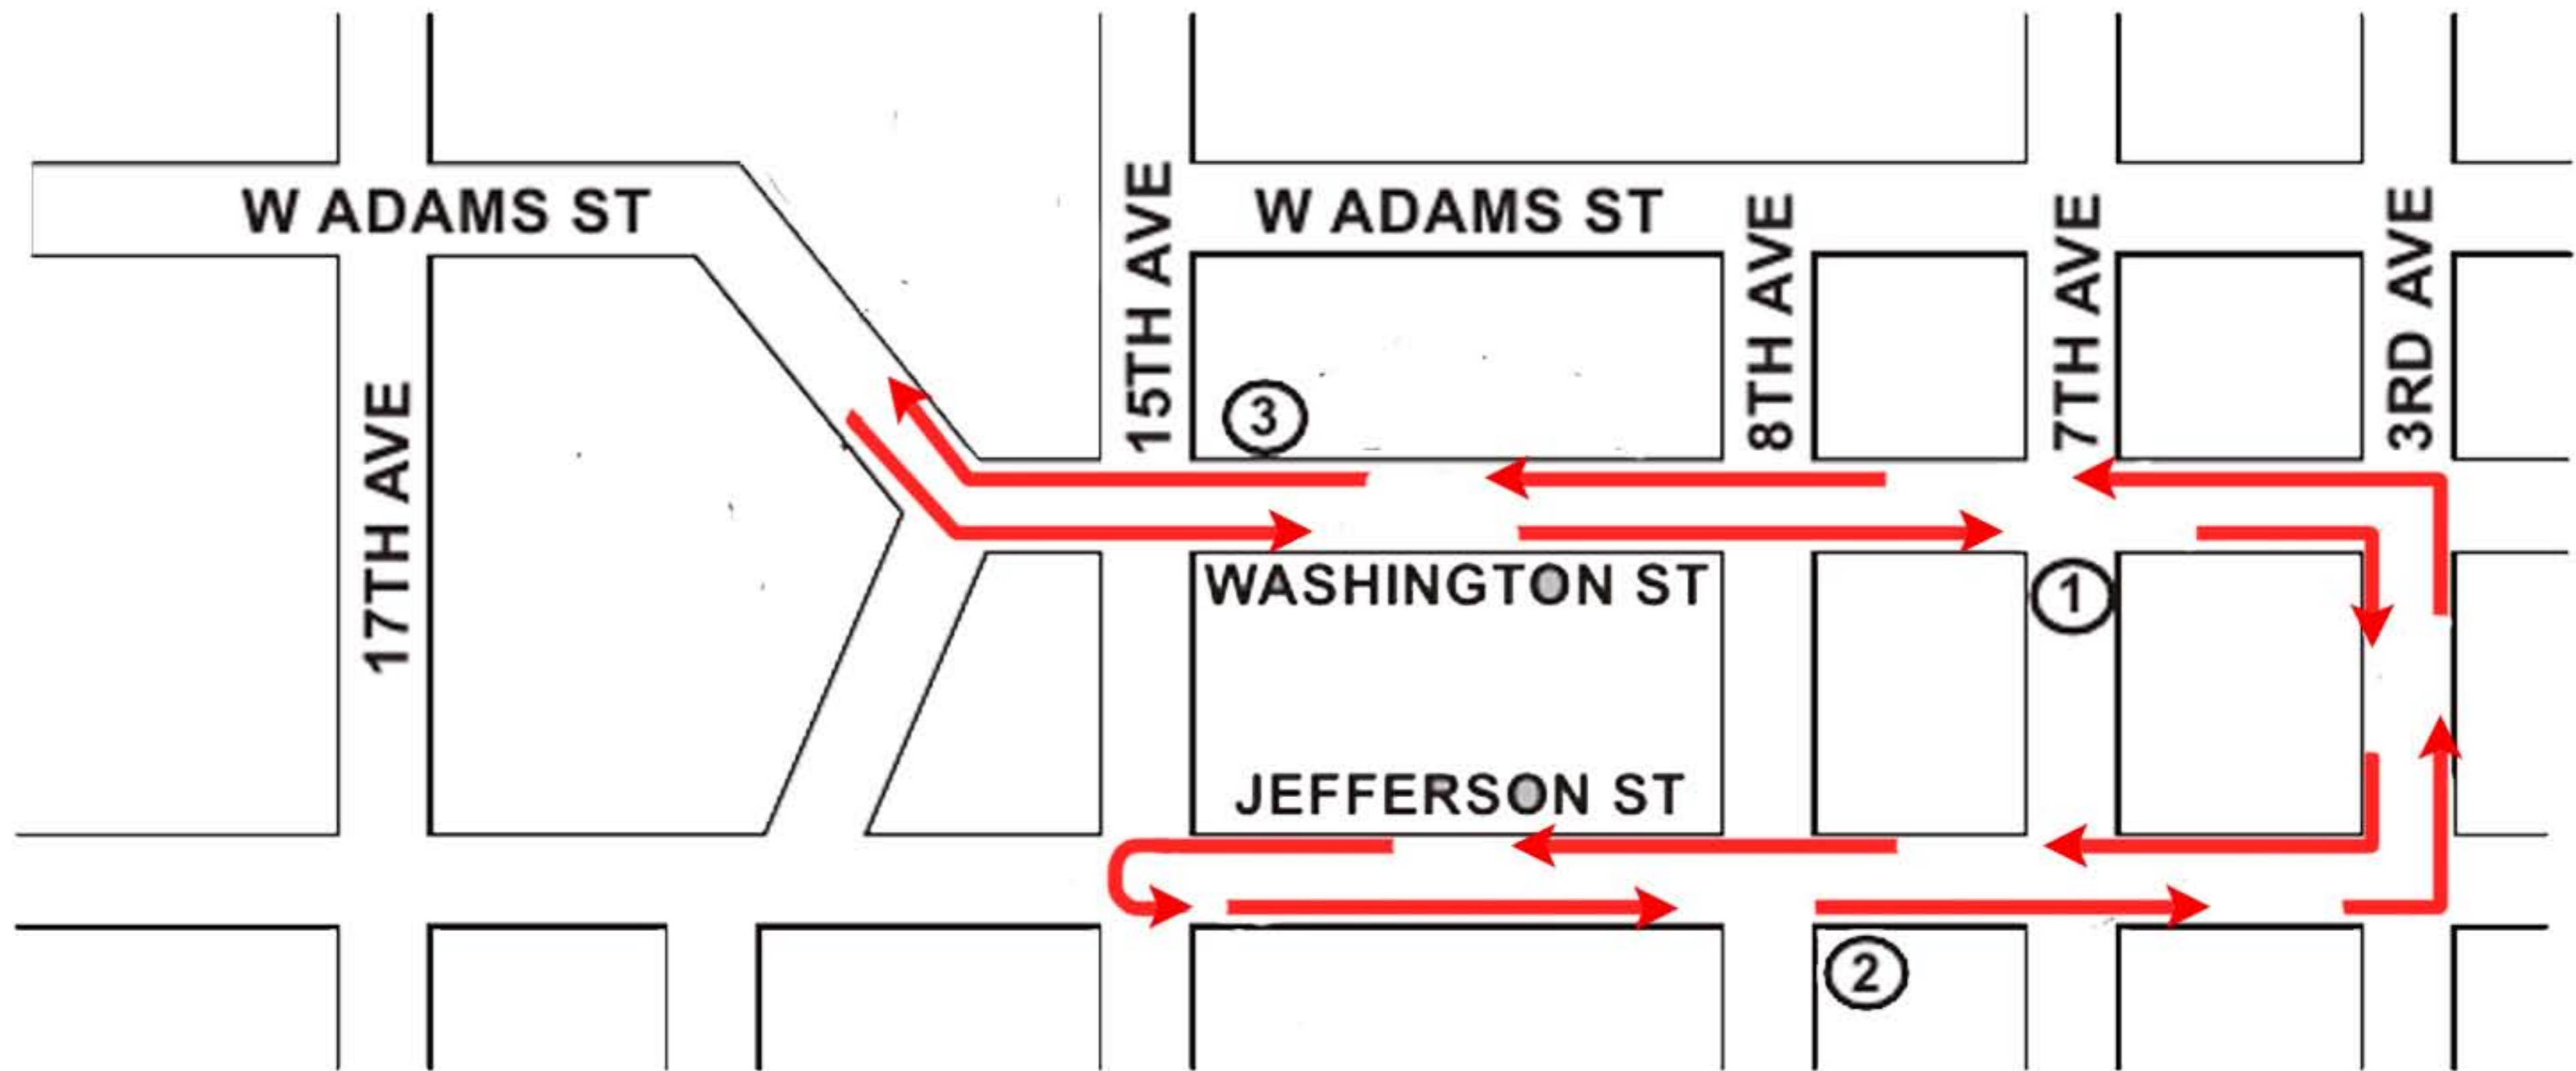 W ADAMS ST
W ADAMS ST
15TH AVE
8TH AVE
7TH AVE
3RD AVE
17TH AVE
3
WASHINGTON ST
1
JEFFERSON ST
2